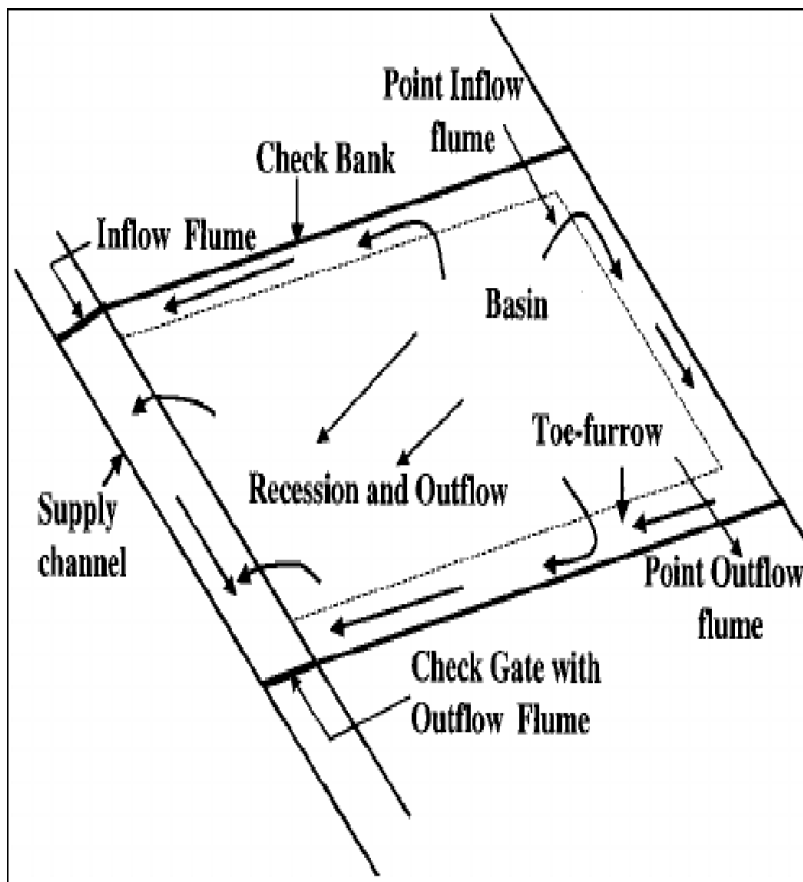 Point Inflow
flume
Check Bank
Inflow Flume
Basin
Toe-furrow
Recession and Outflow
Supply
channel
Point Outflow
flume
Check Gate with
Outflow Flume